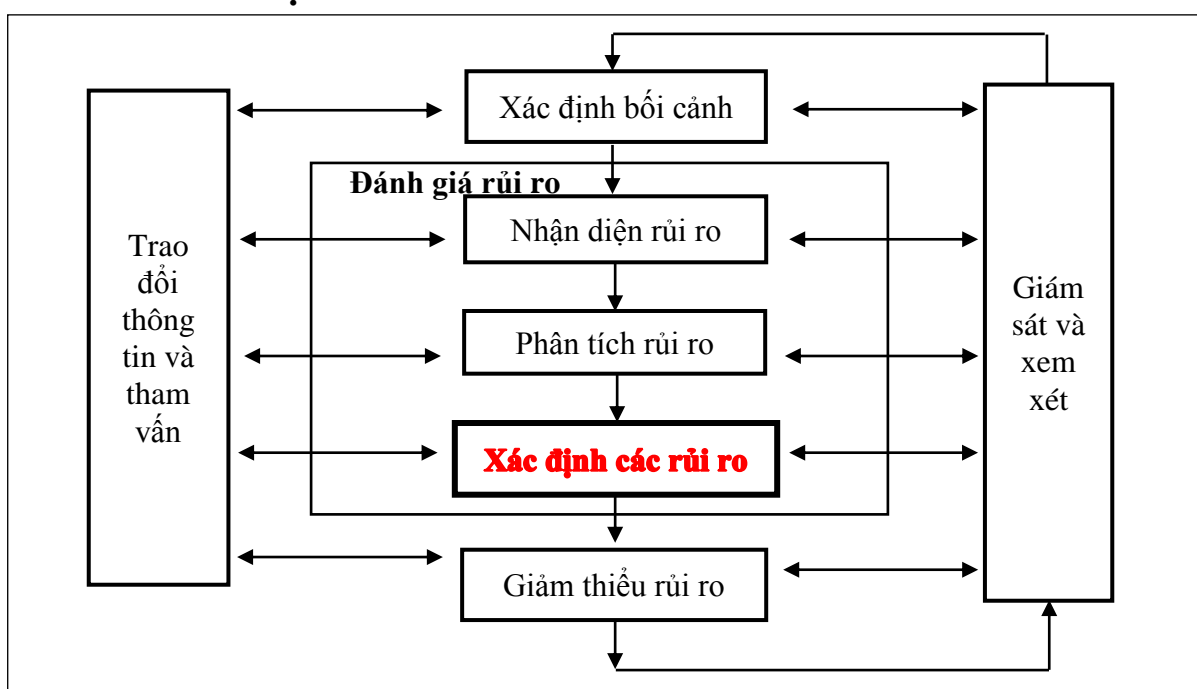 Xác định bối cảnh
Đánh giá rủi ro
Nhận diện rủi ro
Phân tích rủi ro
Xác định các rủi ro
Giảm thiểu rủi ro
Trao
đổi
thông
tin và
tham
vấn
Giám
sát và
xem
xét